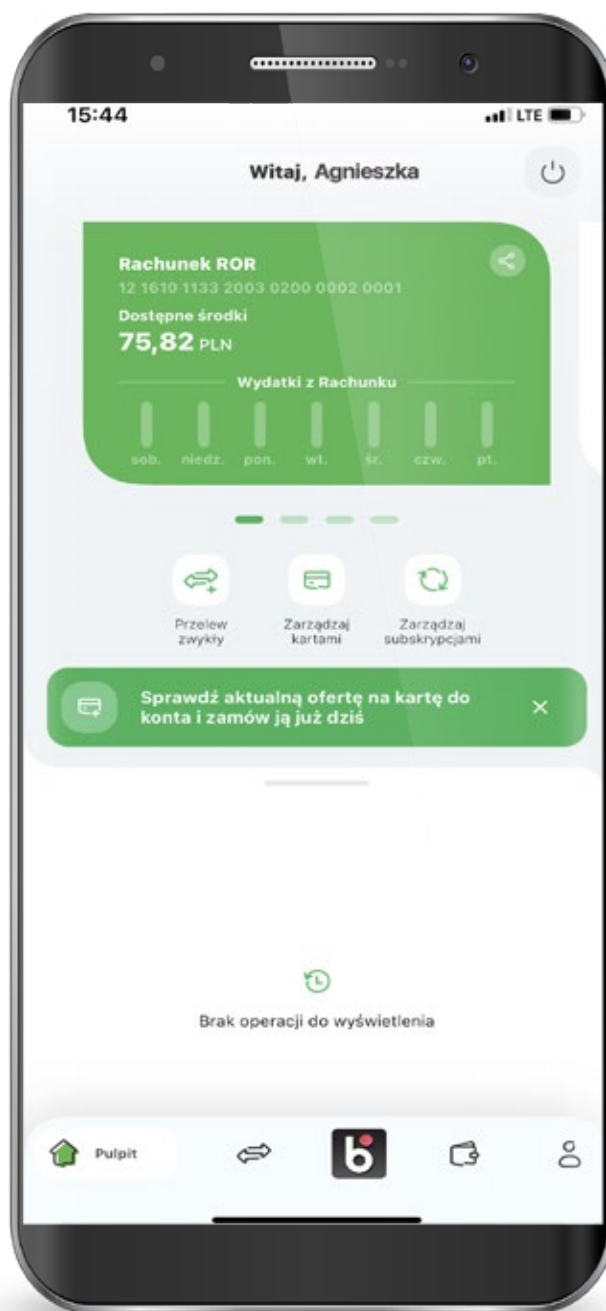 15:44
LTE
Witaj, Agnieszka
Rachunek ROR
12 1610 1133 2003 0200 0002 0001
Dostępne środki
75,82 PLN
Wydatki z Rachunku
sob. niedz. pon. wt. śr. czw. pt.
Przelew
zwykły
Zarządzaj
kartami
Zarządzaj
subskrypcjami
Sprawdź aktualną ofertę na kartę do
konta i zamów ją już dziś
Brak operacji do wyświetlenia
Pulpit
b